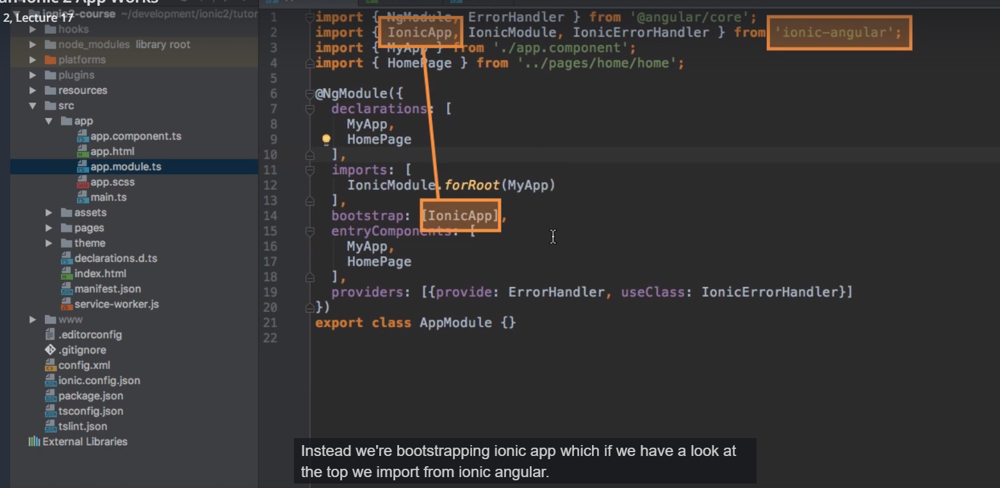 an Ionic 2 App Works
2, Lecture 17
ionic2-course ~/development/ionic2/tutor
hooks
node_modules library root
platforms
plugins
resources
src
app
app.component.ts
app.html
app.module.ts
app.scss
main.ts
assets
pages
theme
declarations.d.ts
index.html
manifest.json
service-worker.js
www
.editorconfig
.gitignore
config.xml
ionic.config.json
package.json
tsconfig.json
tslint.json
External Libraries
1 import { NgModule, ErrorHandler } from '@angular/core';
2 import { IonicApp, IonicModule, IonicErrorHandler } from 'ionic-angular';
3 import { MyApp } from './app.component';
4 import { HomePage } from '../pages/home/home';
5
6 @NgModule({
7 declarations: [
8 MyApp,
9 HomePage
10 ],
11 imports: [
12 IonicModule.forRoot(MyApp)
13 ],
14 bootstrap: [IonicApp],
15 entryComponents: [
16 MyApp,
17 HomePage
18 ],
19 providers: [{provide: ErrorHandler, useClass: IonicErrorHandler}]
20 })
21 export class AppModule {}
22
Instead we're bootstrapping ionic app which if we have a look at
the top we import from ionic angular.